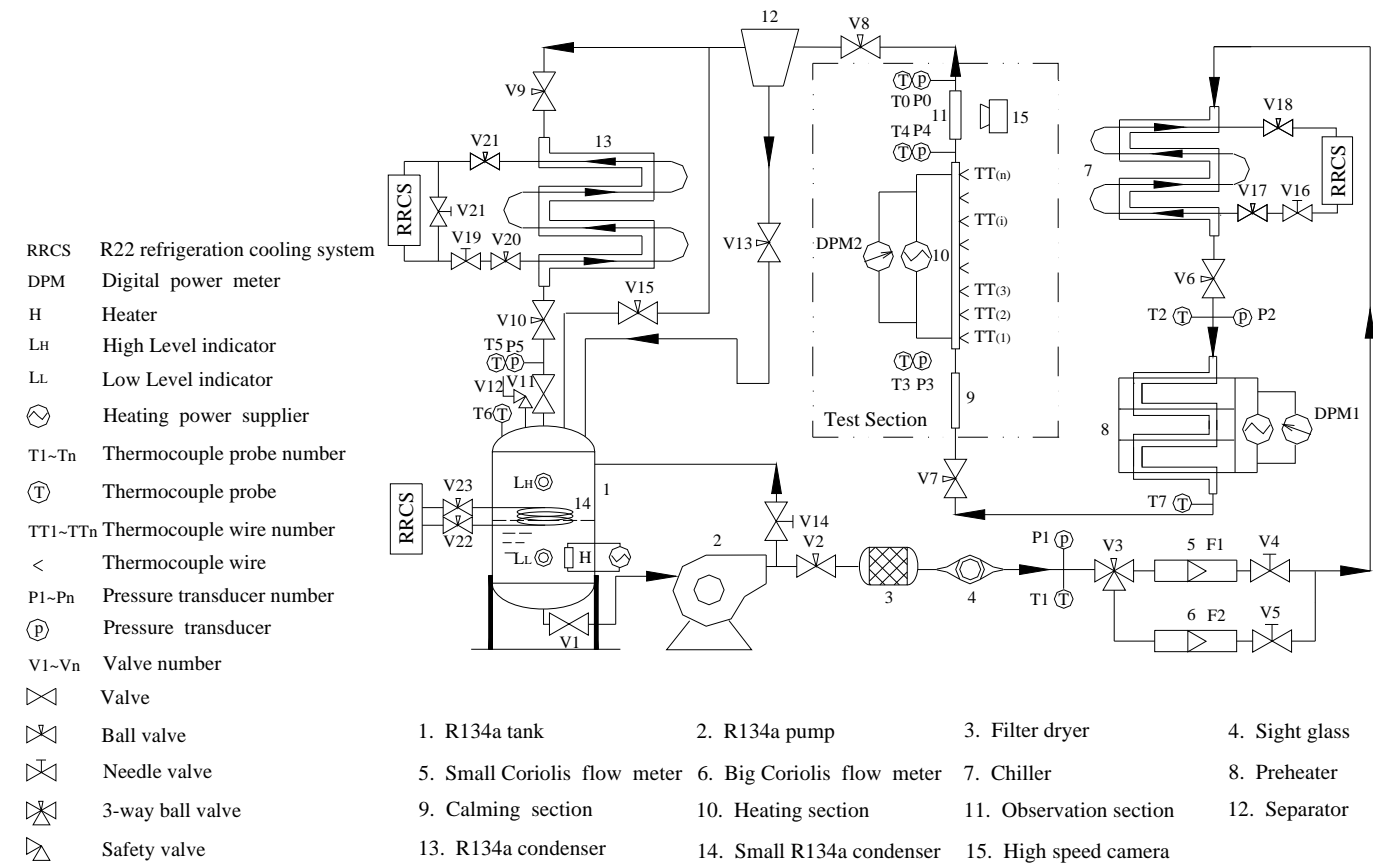 12
V8
V9
T0 P0
11
15
V18
V21
13
T4 P4
7
RRCS
RRCS
TT(n)
V17
V16
V21
TT(i)
RRCS R22 refrigeration cooling system
V19
V20
V13
DPM2
10
DPM Digital power meter
V15
V6
TT(3)
H Heater
V10
TT(2)
T2
P2
TT(1)
LH High Level indicator
T5 P5
T3 P3
LL Low Level indicator
V12
V11
9
T6
Test Section
DPM1
Heating power supplier
8
T1~Tn Thermocouple probe number
V7
T Thermocouple probe
LH
1
V23
14
T7
RRCS
TT1~TTn Thermocouple wire number
V22
V14
P1
2
V2
V3
5 F1
V4
< Thermocouple wire
LL
H
P1~Pn Pressure transducer number
3
4
T1
6 F2
V5
P Pressure transducer
V1
V1~Vn Valve number
Valve
Ball valve
Needle valve
3-way ball valve
Safety valve
1. R134a tank 2. R134a pump 3. Filter dryer 4. Sight glass
5. Small Coriolis flow meter 6. Big Coriolis flow meter 7. Chiller 8. Preheater
9. Calming section 10. Heating section 11. Observation section 12. Separator
13. R134a condenser 14. Small R134a condenser 15. High speed camera